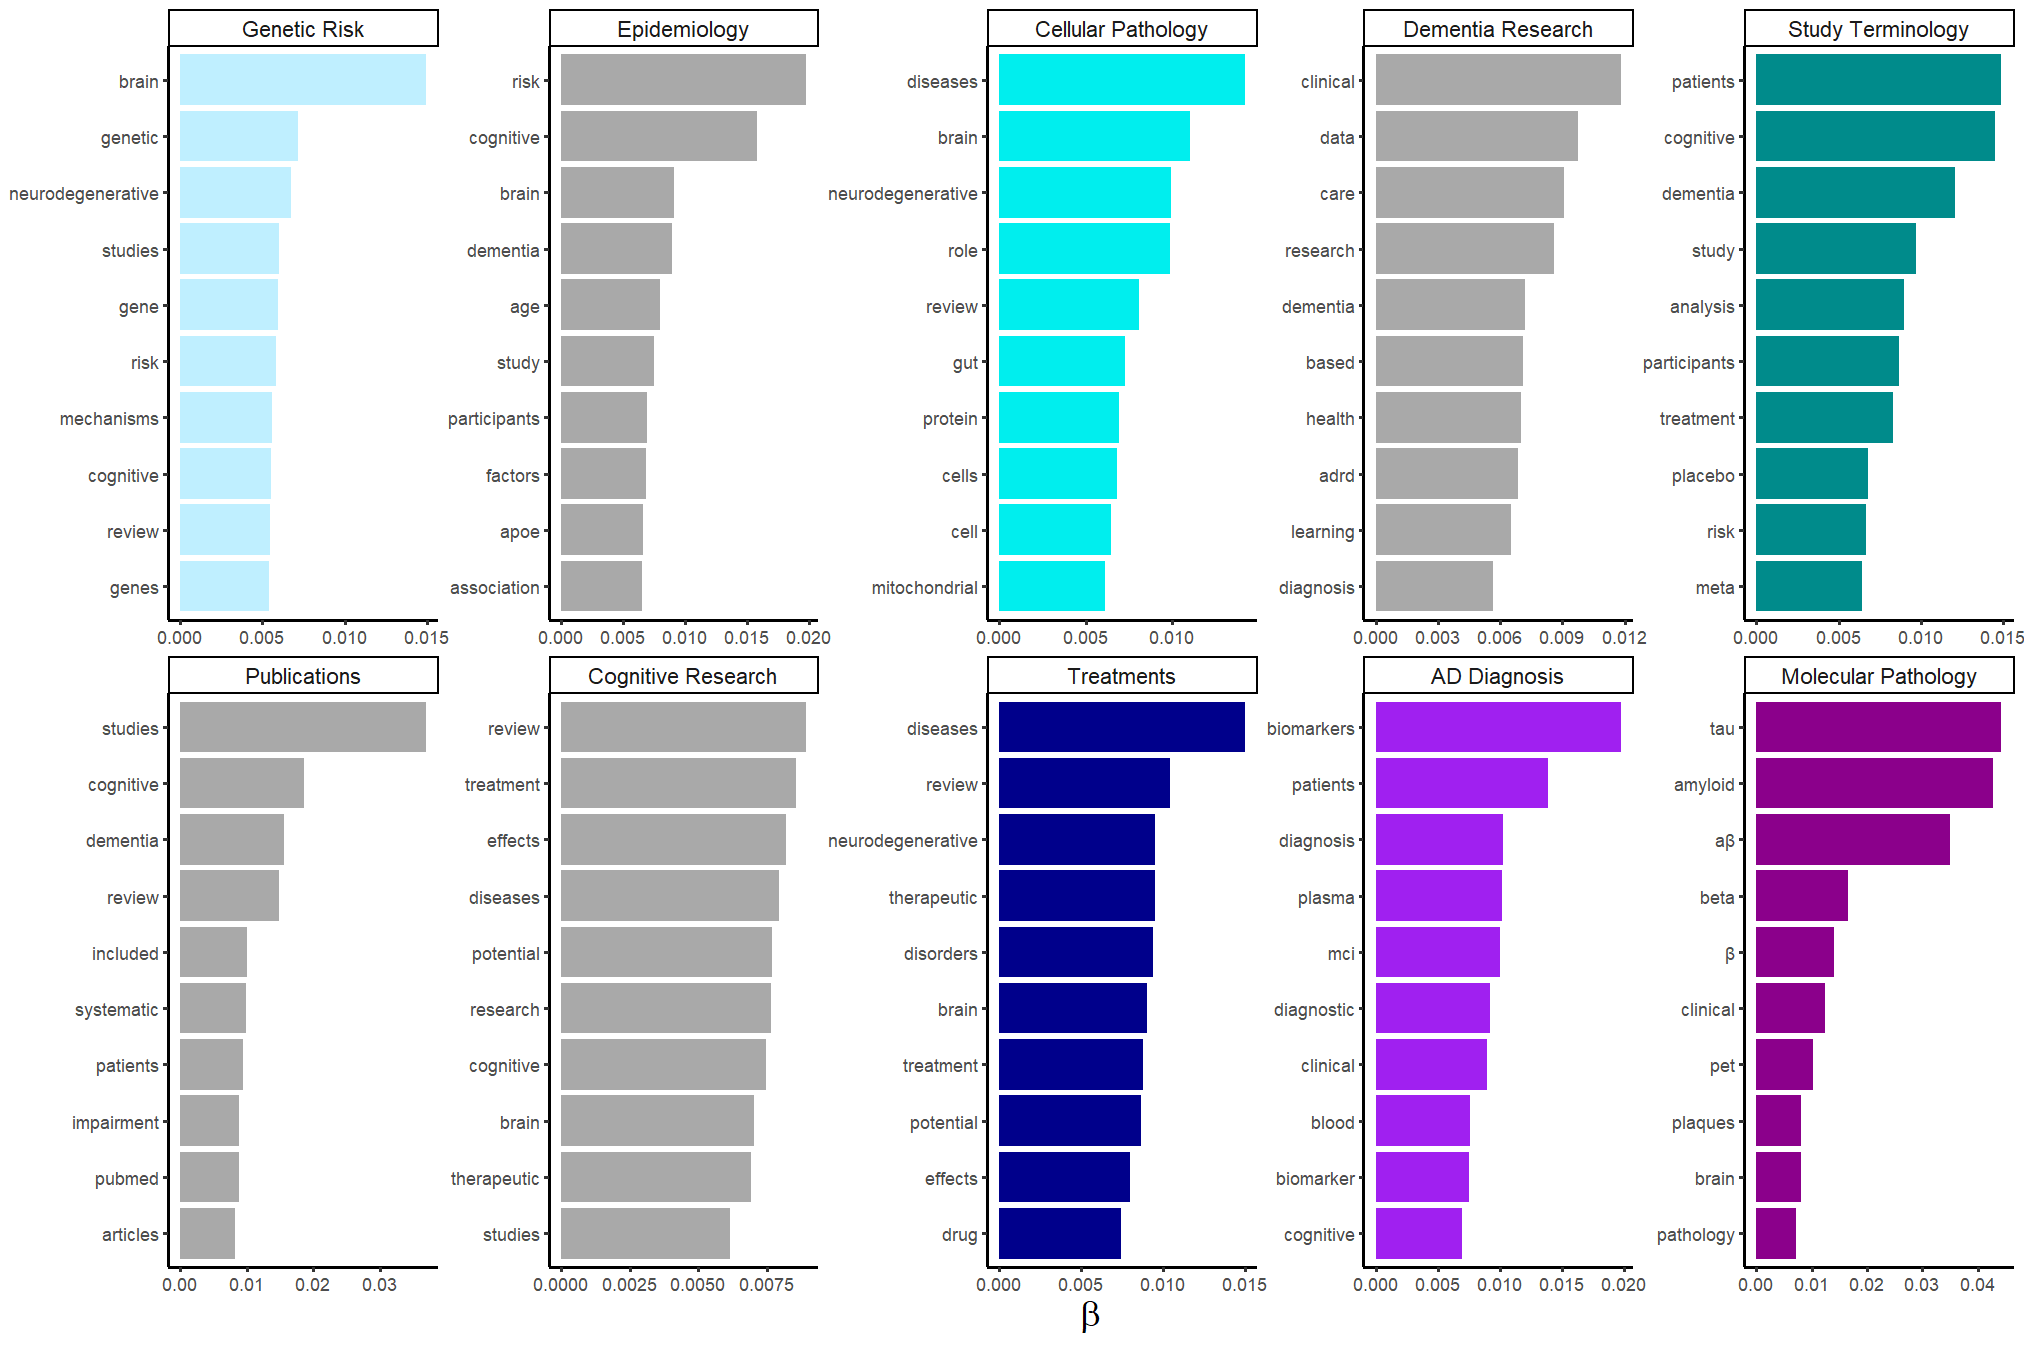 Genetic Risk
brain
genetic
neurodegenerative
studies
gene
risk
mechanisms
cognitive
review
genes
0.000 0.005 0.010 0.015
Epidemiology
risk
cognitive
brain
dementia
age
study
participants
factors
apoe
association
0.000 0.005 0.010 0.015 0.020
Cellular Pathology
diseases
brain
neurodegenerative
role
review
gut
protein
cells
cell
mitochondrial
0.000 0.005 0.010
Dementia Research
clinical
data
care
research
dementia
based
health
adrd
learning
diagnosis
0.000 0.003 0.006 0.009 0.012
Study Terminology
patients
cognitive
dementia
study
analysis
participants
treatment
placebo
risk
meta
0.000 0.005 0.010 0.015
Publications
studies
cognitive
dementia
review
included
systematic
patients
impairment
pubmed
articles
0.00 0.01 0.02 0.03
Cognitive Research
review
treatment
effects
diseases
potential
research
cognitive
brain
therapeutic
studies
0.0000 0.0025 0.0050 0.0075
Treatments
diseases
review
neurodegenerative
therapeutic
disorders
brain
treatment
potential
effects
drug
0.000 0.005 0.010 0.015
AD Diagnosis
biomarkers
patients
diagnosis
plasma
mci
diagnostic
clinical
blood
biomarker
cognitive
0.000 0.005 0.010 0.015 0.020
Molecular Pathology
tau
amyloid
aβ
beta
β
clinical
pet
plaques
brain
pathology
0.00 0.01 0.02 0.03 0.04
β